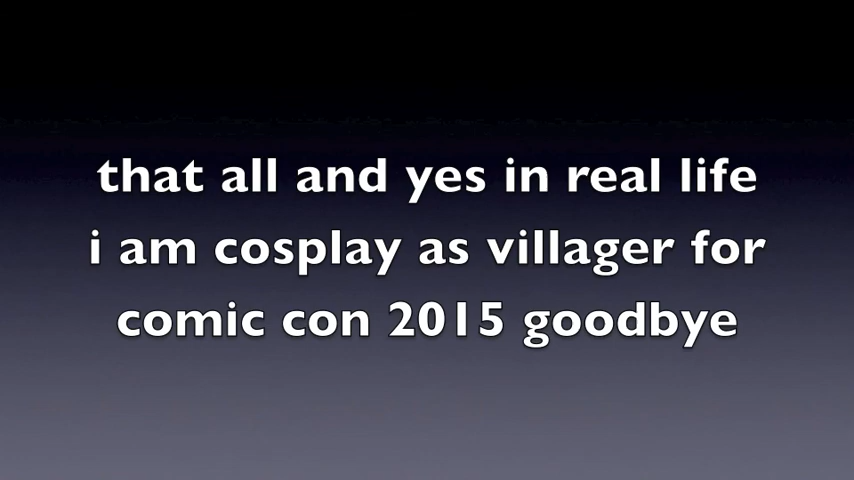 that all and yes in real life
i am cosplay as villager for
comic con 2015 goodbye